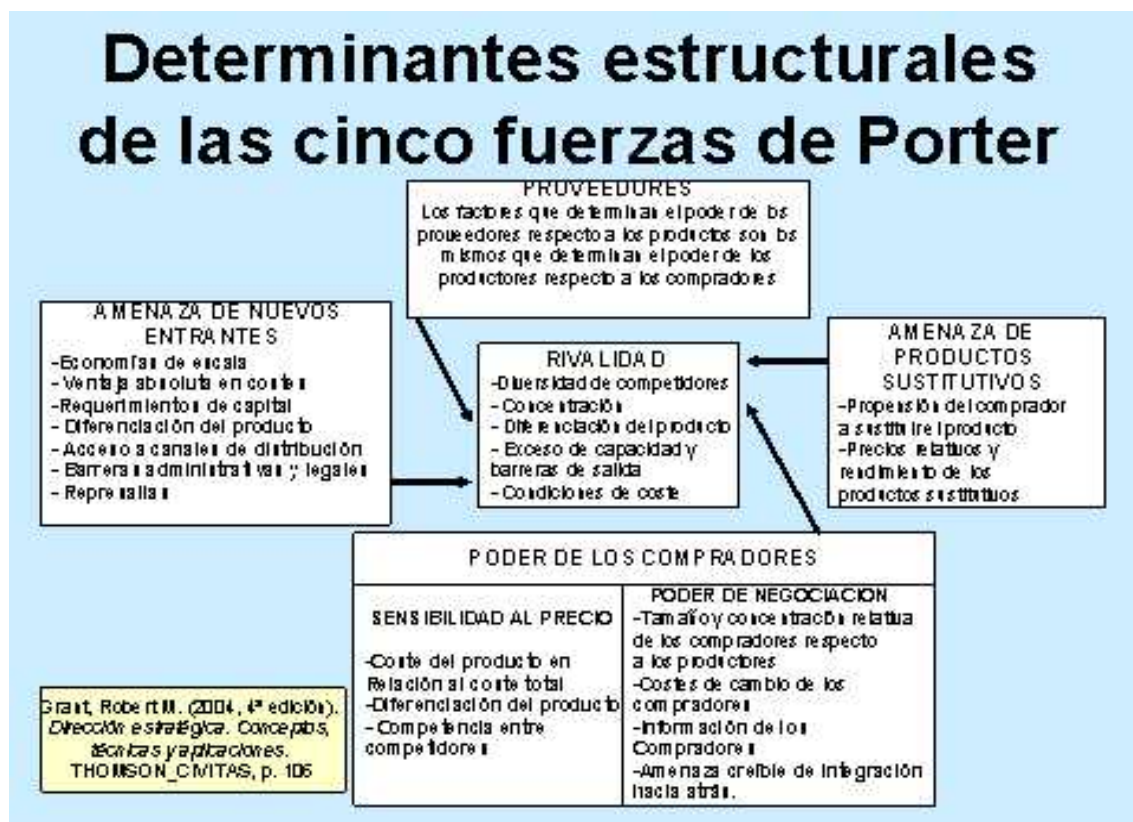 Determinantes estructurales
de las cinco fuerzas de Porter
PROVEEDORES
Los factores que determinan el poder de los
proveedores respecto a los productos son los
mismos que determinan el poder de los
productores respecto a los compradores
AMENAZA DE NUEVOS
ENTRANTES
-Economías de escala
-Ventaja absoluta en costes
-Requerimientos de capital
- Diferenciación del producto
- Acceso a canales de distribución
- Barreras administrativas y legales
- Represalias
RIVALIDAD
-Diversidad de competidores
- Concentración
- Diferenciación del producto
- Exceso de capacidad y
barreras de salida
- Condiciones de coste
AMENAZA DE
PRODUCTOS
SUSTITUTIVOS
- Propensión del comprador
a sustituir el producto
-Precios relativos y
rendimiento de los
productos sustitutivos
PODER DE LOS COMPRADORES
SENSIBILIDAD AL PRECIO
-Coste del producto en
Relación al coste total
-Diferenciación del producto
- Competencia entre
competidores
PODER DE NEGOCIACION
-Tamaño y concentración relativa
de los compradores respecto
a los productores
-Costes de cambio de los
compradores
-Información de los
Compradores
-Amenaza creíble de integración
hacia atrás.
Grant, Robert M. (2004, 4ª edición).
Dirección estratégica. Conceptos,
técnicas y aplicaciones.
THOMSON_CIVITAS, p. 106